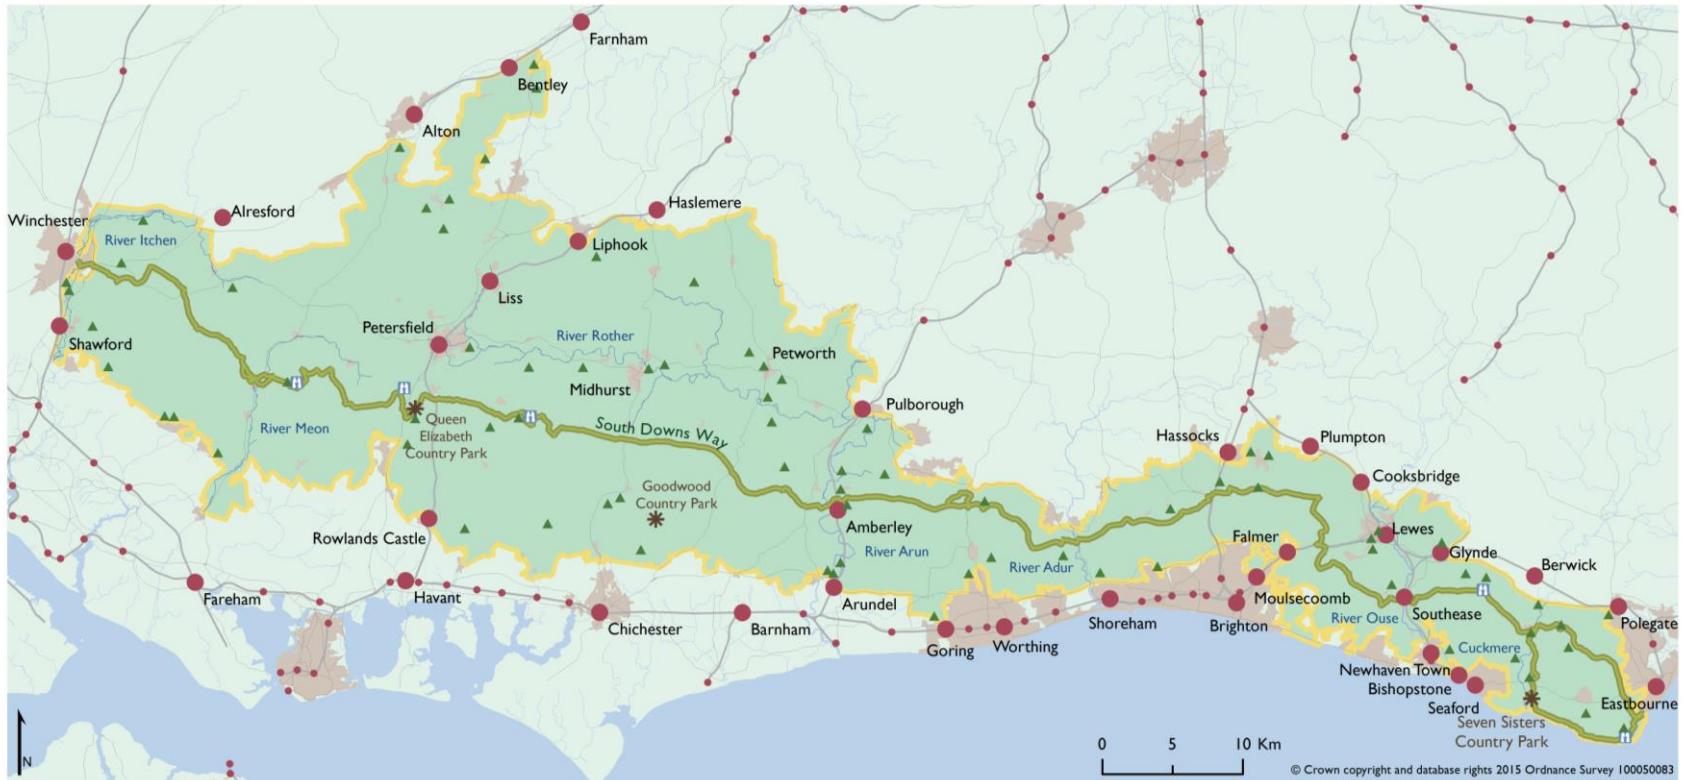 Farnham
Bentley
Alton
Alresford
Haslemere
Winchester
River Itchen
Liphook
Liss
Petersfield
River Rother
Shawford
Petworth
Midhurst
Pulborough
River Meon
Queen
Elizabeth
Country Park
South Downs Way
Hassocks
Plumpton
Cooksbridge
Goodwood
Country Park
Rowlands Castle
Amberley
River Arun
Falmer
Lewes
Glynde
River Adur
Berwick
Fareham
Havant
Chichester
Barnham
Arundel
Goring
Worthing
Shoreham
Moulsecoomb
Brighton
Southease
River Ouse
Polegate
Cuckmere
Newhaven Town
Bishopstone
Seaford
Eastbourne
Seven Sisters
Country Park
N
0 5 10 Km
© Crown copyright and database rights 2015 Ordnance Survey 100050083